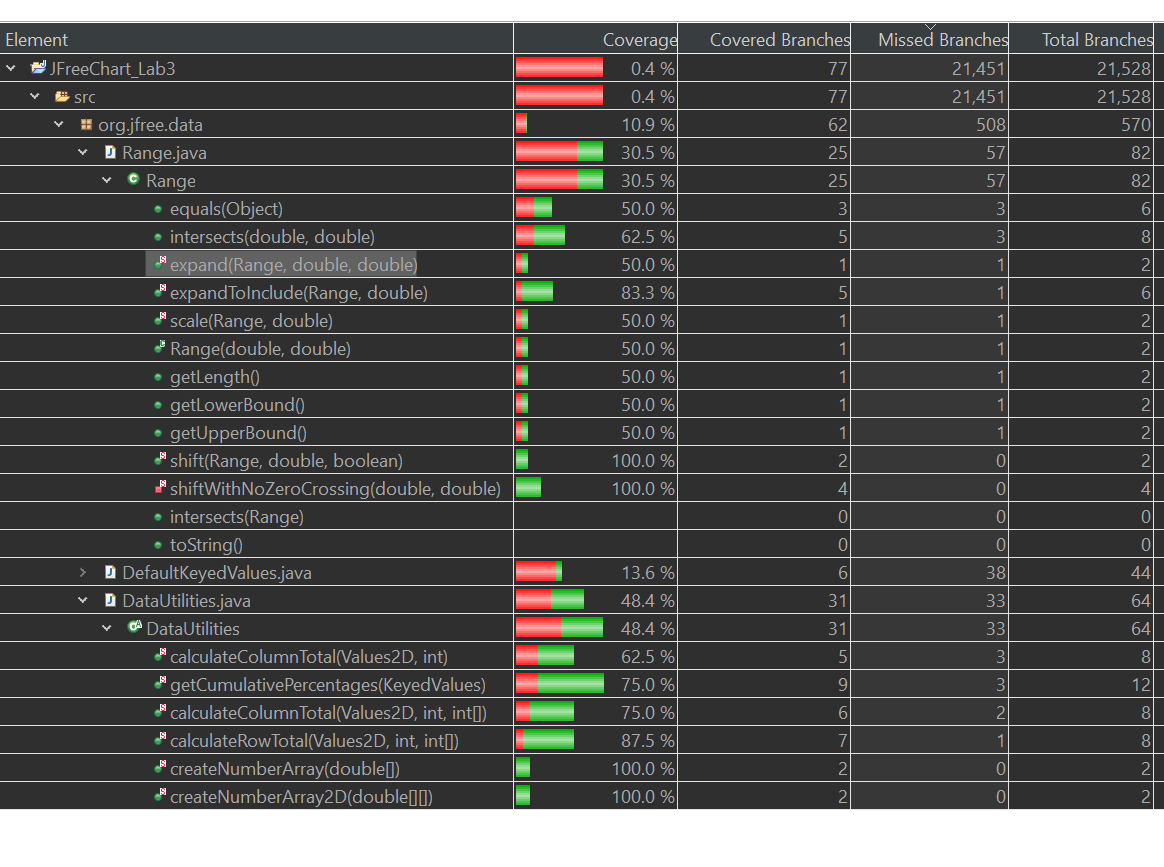 Element Coverage Covered Branches Missed Branches Total Branches
JFreeChart_Lab3 0.4 % 77 21,451 21,528
src 0.4 % 77 21,451 21,528
org.jfree.data 10.9 % 62 508 570
Range.java 30.5 % 25 57 82
Range 30.5 % 25 57 82
equals(Object) 50.0 % 3 3 6
intersects(double, double) 62.5 % 5 3 8
expand(Range, double, double) 50.0 % 1 1 2
expandToInclude(Range, double) 83.3 % 5 1 6
scale(Range, double) 50.0 % 1 1 2
Range(double, double) 50.0 % 1 1 2
getLength() 50.0 % 1 1 2
getLowerBound() 50.0 % 1 1 2
getUpperBound() 50.0 % 1 1 2
shift(Range, double, boolean) 100.0 % 2 0 2
shiftWithNoZeroCrossing(double, double) 100.0 % 4 0 4
intersects(Range) 0 0 0
toString() 0 0 0
DefaultKeyedValues.java 13.6 % 6 38 44
DataUtilities.java 48.4 % 31 33 64
DataUtilities 48.4 % 31 33 64
calculateColumnTotal(Values2D, int) 62.5 % 5 3 8
getCumulativePercentages(KeyedValues) 75.0 % 9 3 12
calculateColumnTotal(Values2D, int, int[]) 75.0 % 6 2 8
calculateRowTotal(Values2D, int, int[]) 87.5 % 7 1 8
createNumberArray(double[]) 100.0 % 2 0 2
createNumberArray2D(double[][]) 100.0 % 2 0 2